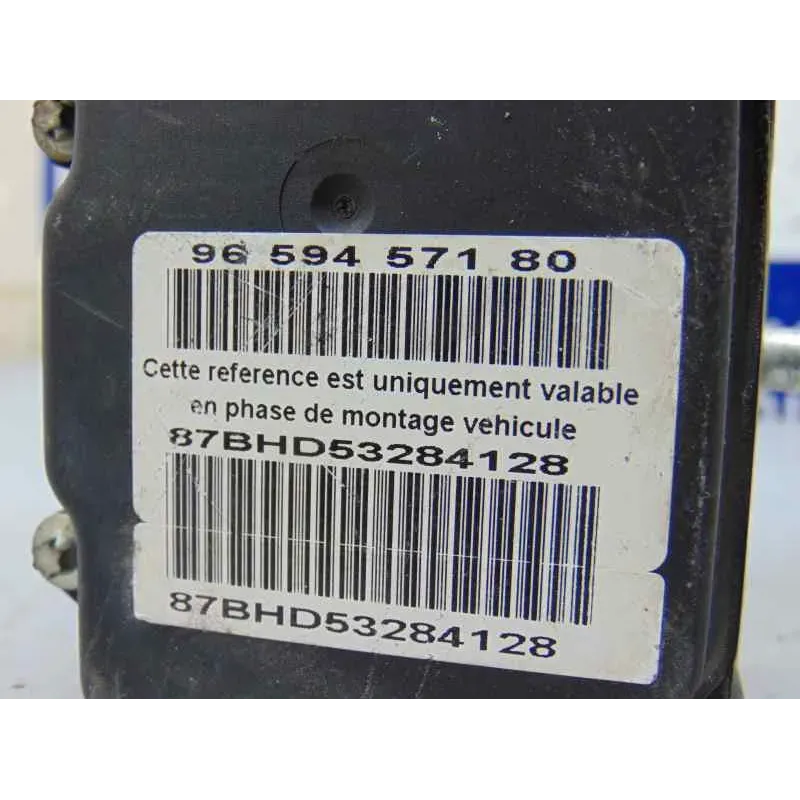 96 594 571 80
Cette reference est uniquement valable
en phase de montage vehicule
87BHD53284128
87BHD53284128